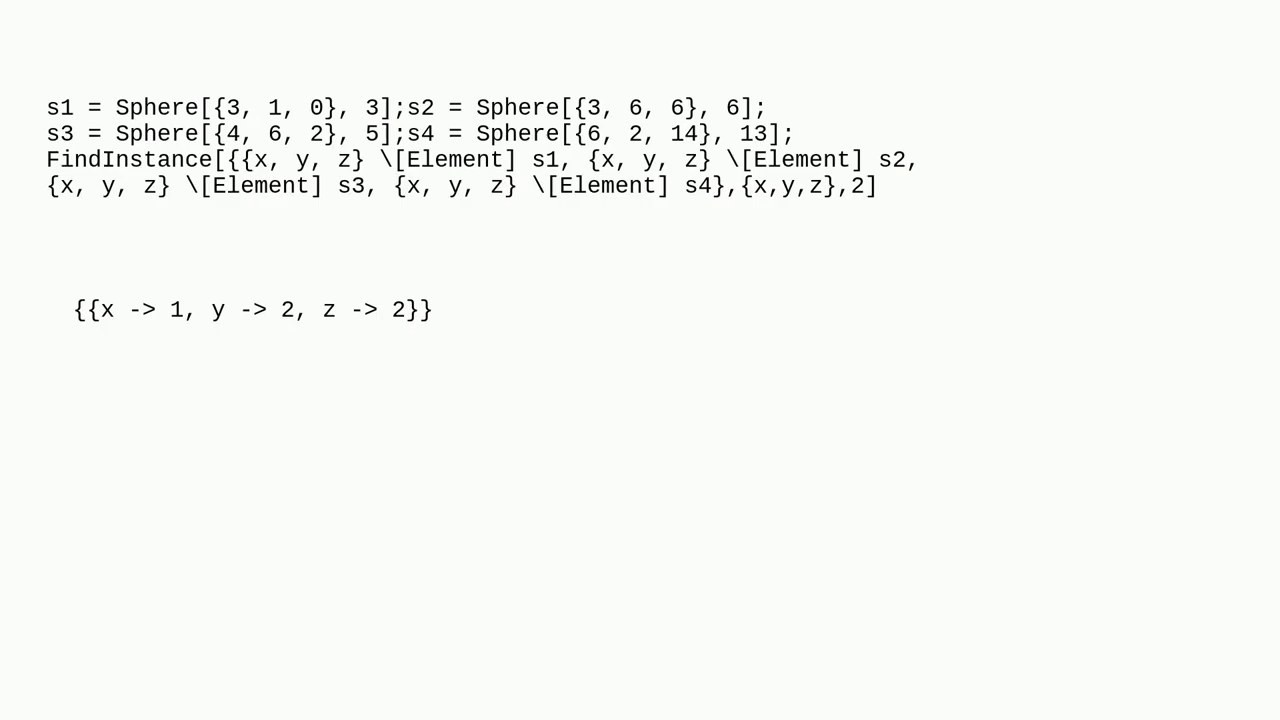 s1 = Sphere[{3, 1, 0}, 3];s2 = Sphere[{3, 6, 6}, 6];
s3 = Sphere[{4, 6, 2}, 5];s4 = Sphere[{6, 2, 14}, 13];
FindInstance[{{x, y, z} \[Element] s1, {x, y, z} \[Element] s2,
{x, y, z} \[Element] s3, {x, y, z} \[Element] s4},{x,y,z},2]
{{x -> 1, y -> 2, z -> 2}}